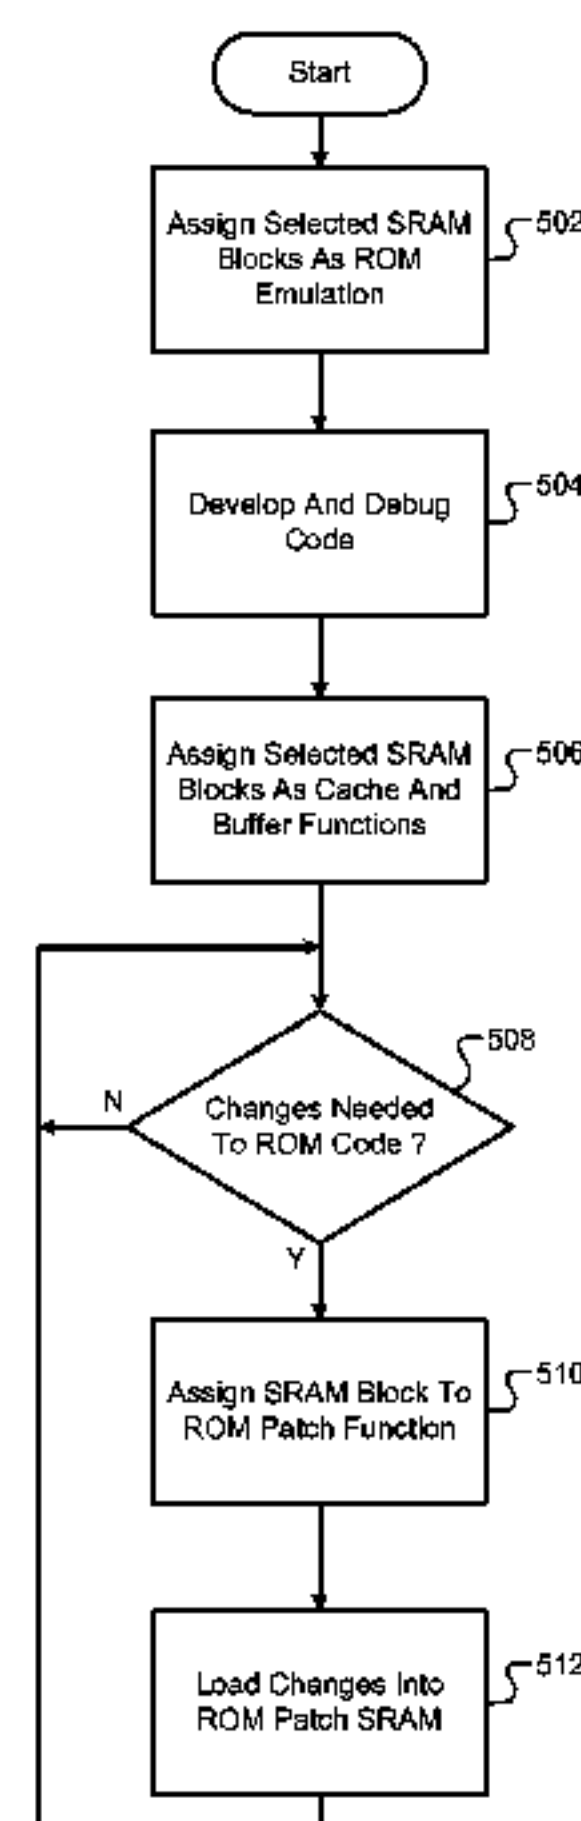 Start
Assign Selected SRAM
Blocks As ROM
Emulation
502
Develop And Debug
Code
504
Assign Selected SRAM
Blocks As Cache And
Buffer Functions
506
508
Changes Needed
To ROM Code ?
N
Y
Assign SRAM Block To
ROM Patch Function
510
Load Changes Into
ROM Patch SRAM
512